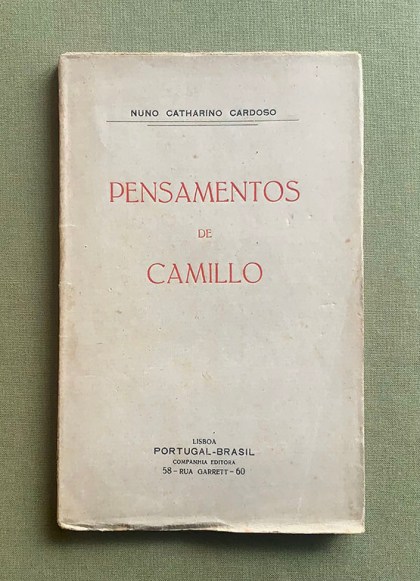 NUNO CATHARINO CARDOSO
PENSAMENTOS
DE
CAMILLO
LISBOA
PORTUGAL-BRASIL
COMPANHIA EDITORA
58 - RUA GARRETT - 60